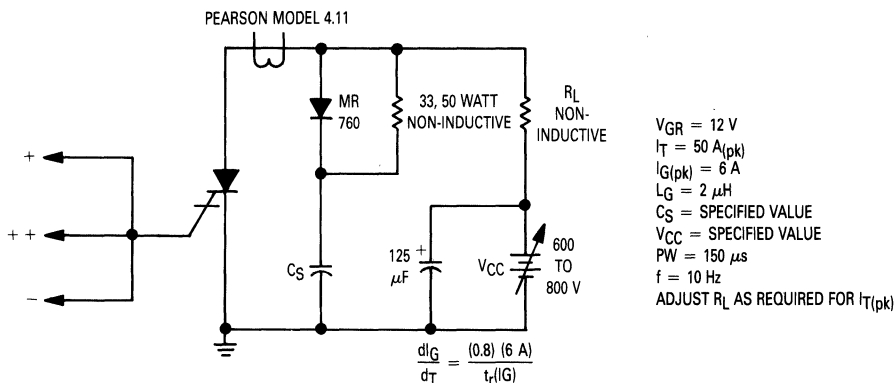 PEARSON MODEL 4.11
MR
760
33, 50 WATT
NON-INDUCTIVE
RL
NON-
INDUCTIVE
+
++
−
CS
125
µF
+
VCC
600
TO
800 V
dIG/dT = (0.8) (6 A)/tr(IG)
VGR = 12 V
IT = 50 A(pk)
IG(pk) = 6 A
LG = 2 µH
CS = SPECIFIED VALUE
VCC = SPECIFIED VALUE
PW = 150 µs
f = 10 Hz
ADJUST RL AS REQUIRED FOR IT(pk)